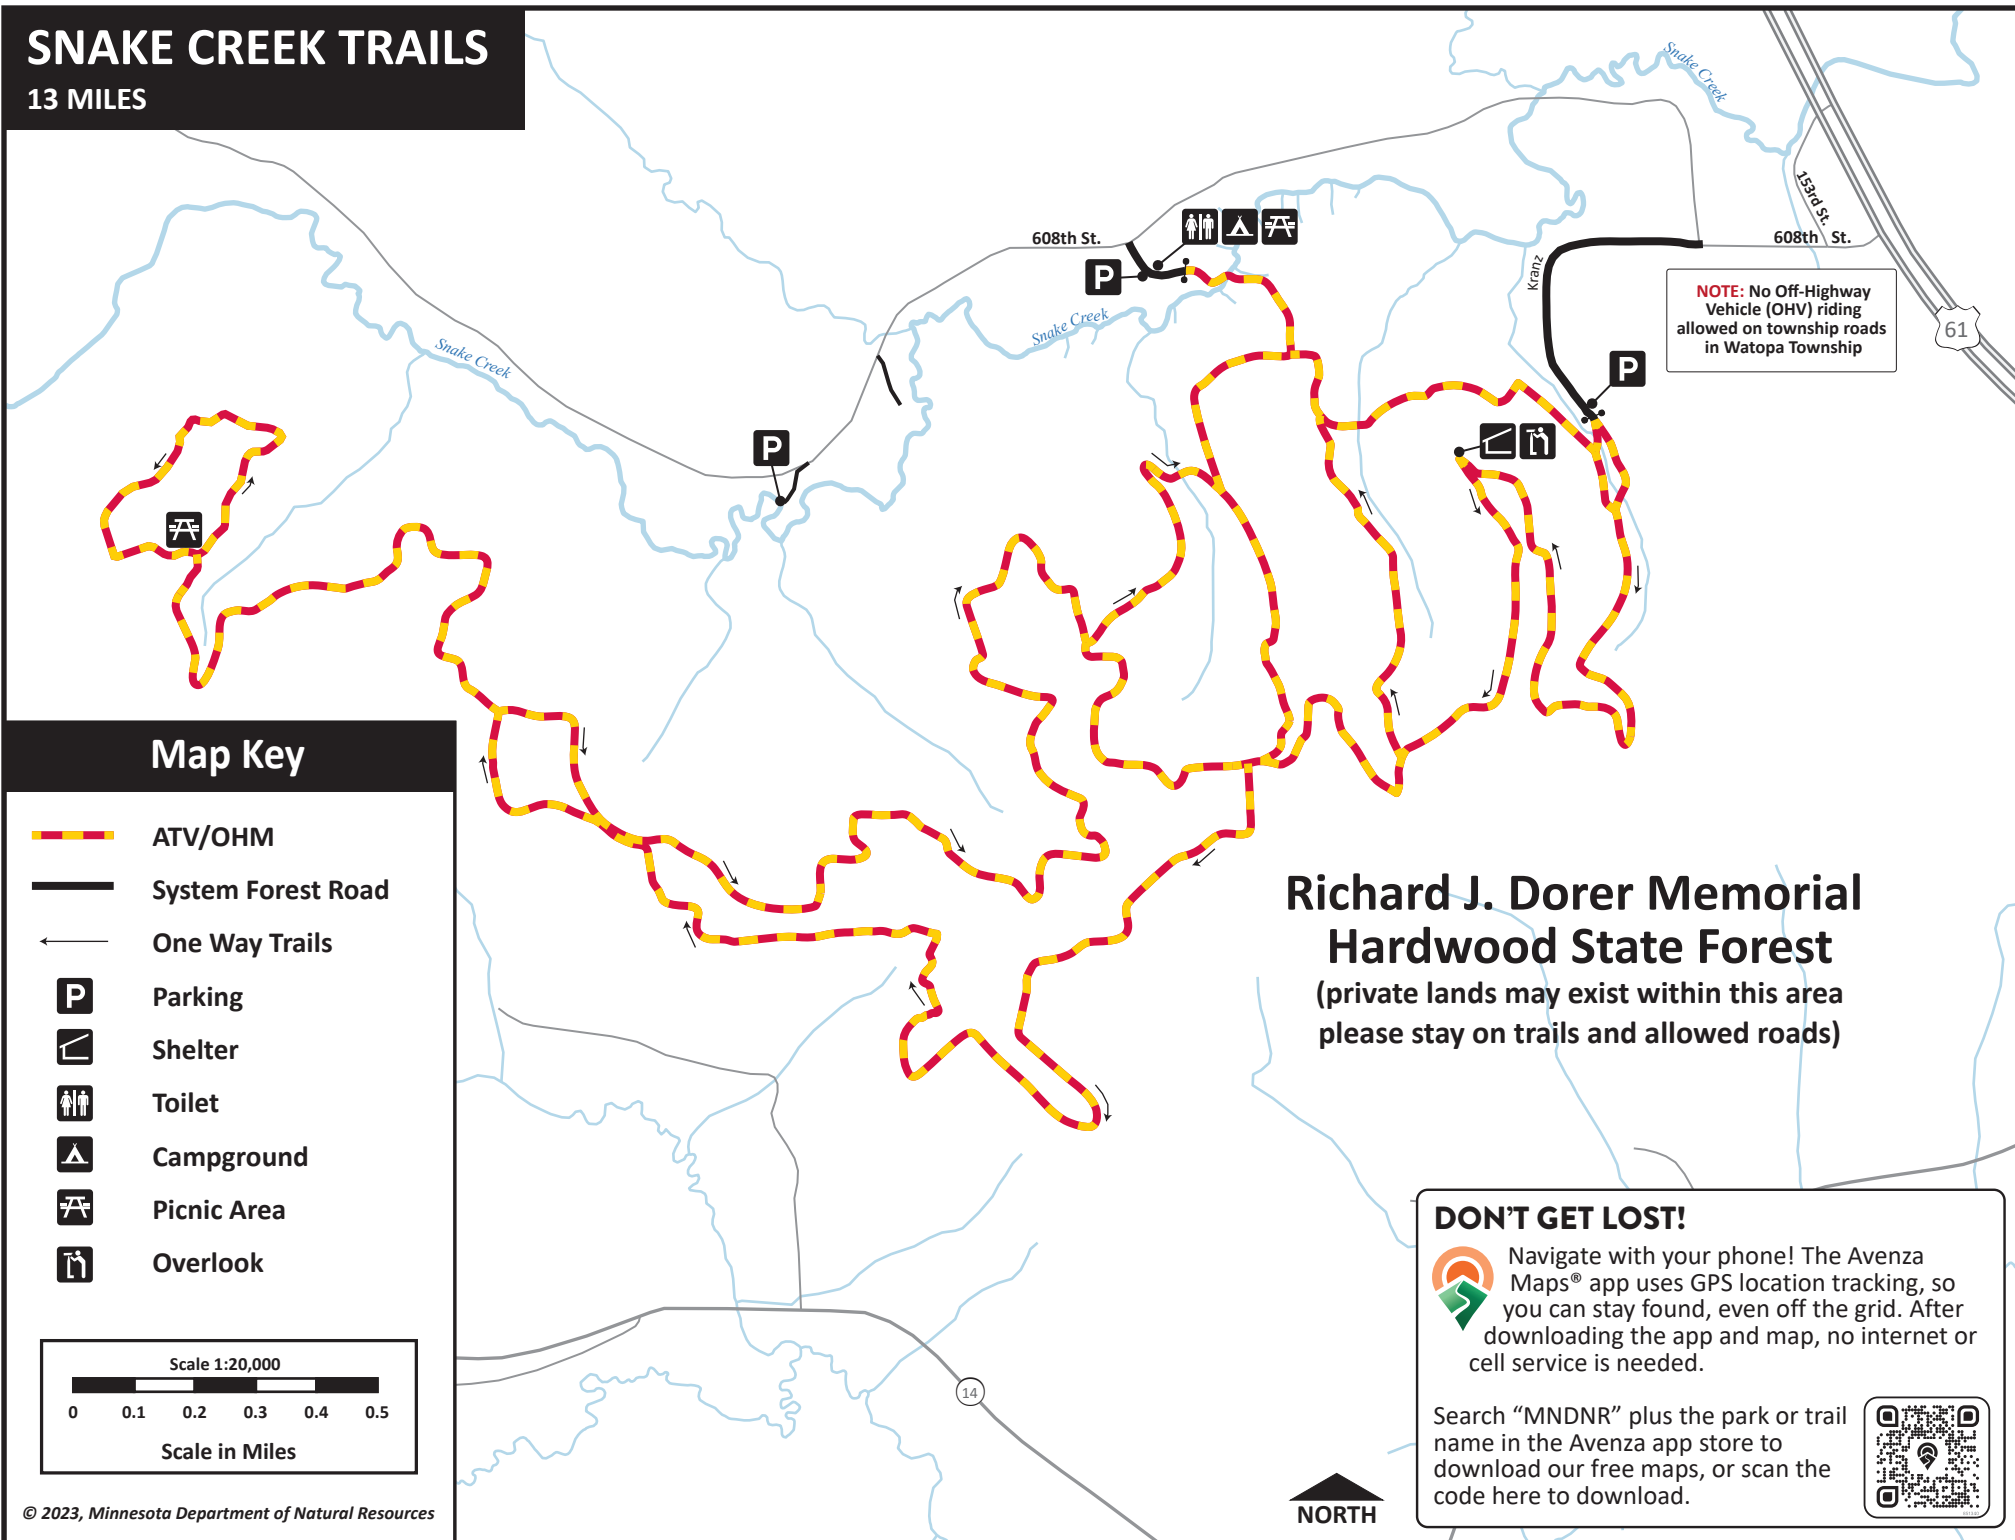 SNAKE CREEK TRAILS
13 MILES
Snake Creek
153rd St.
608th St.
608th St.
Kranz
NOTE: No Off-Highway
Vehicle (OHV) riding
allowed on township roads
in Watopa Township
61
P
Snake Creek
Snake Creek
P
P
Map Key
ATV/OHM
System Forest Road
One Way Trails
P
Parking
Shelter
Toilet
Campground
Picnic Area
Overlook
Scale 1:20,000
0 0.1 0.2 0.3 0.4 0.5
Scale in Miles
© 2023, Minnesota Department of Natural Resources
Richard J. Dorer Memorial
Hardwood State Forest
(private lands may exist within this area
please stay on trails and allowed roads)
14
NORTH
DON'T GET LOST!
Navigate with your phone! The Avenza
Maps® app uses GPS location tracking, so
you can stay found, even off the grid. After
downloading the app and map, no internet or
cell service is needed.
Search “MNDNR” plus the park or trail
name in the Avenza app store to
download our free maps, or scan the
code here to download.